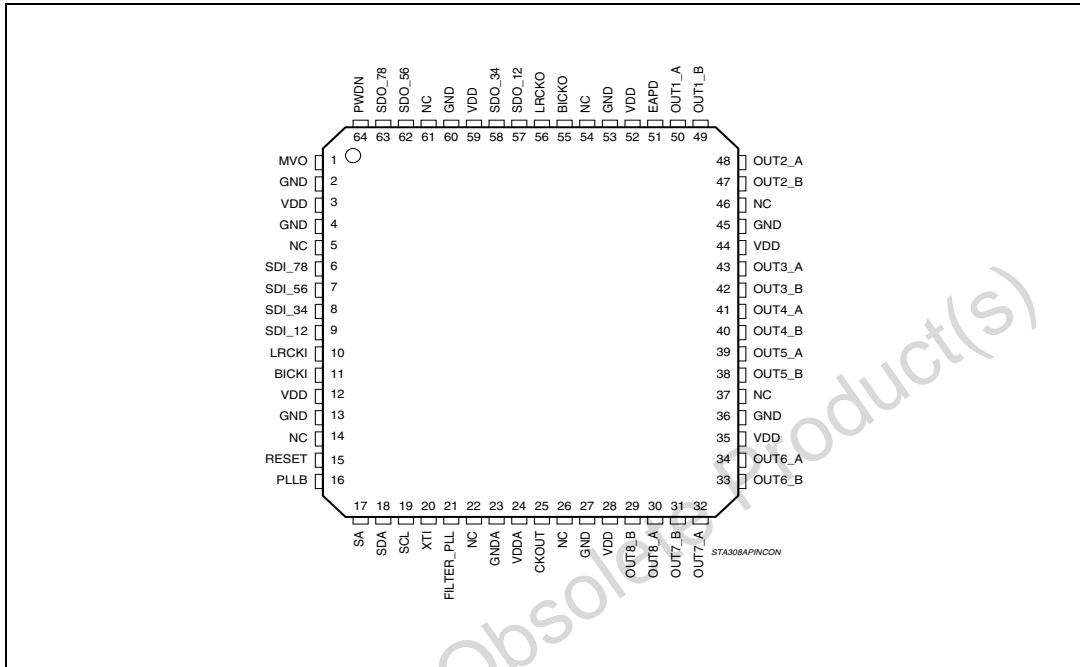 PWDN
SDO_78
SDO_56
NC
GND
VDD
SDO_34
SDO_12
LRCKO
BICKO
NC
GND
VDD
EAPD
OUT1_A
OUT1_B
64 63 62 61 60 59 58 57 56 55 54 53 52 51 50 49
MVO 1
GND 2
VDD 3
GND 4
NC 5
SDI_78 6
SDI_56 7
SDI_34 8
SDI_12 9
LRCKI 10
BICKI 11
VDD 12
GND 13
NC 14
RESET 15
PLLB 16
48 OUT2_A
47 OUT2_B
46 NC
45 GND
44 VDD
43 OUT3_A
42 OUT3_B
41 OUT4_A
40 OUT4_B
39 OUT5_A
38 OUT5_B
37 NC
36 GND
35 VDD
34 OUT6_A
33 OUT6_B
17 18 19 20 21 22 23 24 25 26 27 28 29 30 31 32
SA
SDA
SCL
XTI
FILTER_PLL
NC
GNDA
VDDA
CKOUT
NC
GND
VDD
OUT8_B
OUT8_A
OUT7_B
OUT7_A
STA308APINCON
Obsolete Product(s)